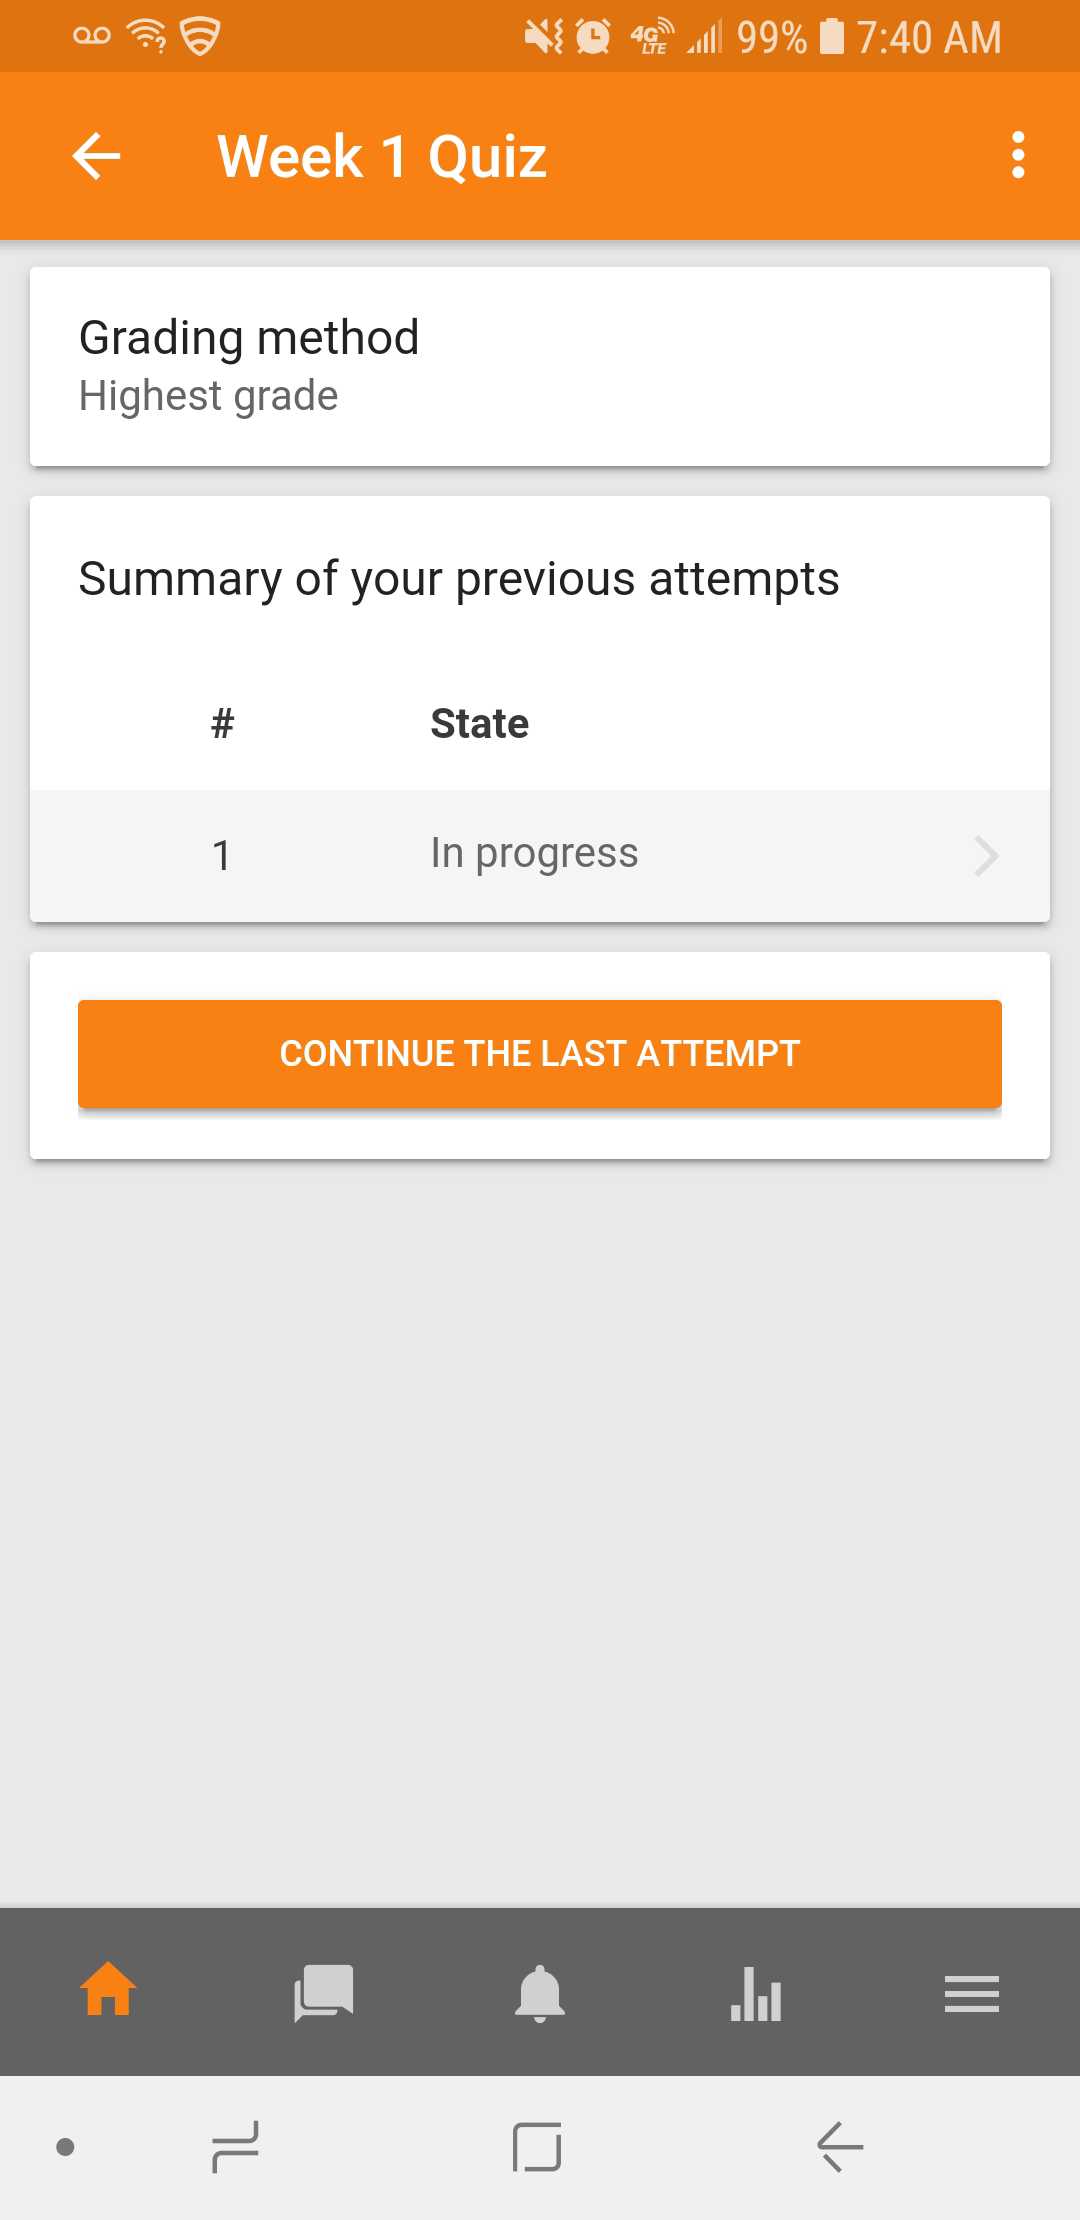 4G LTE 99% 7:40 AM
Week 1 Quiz
Grading method
Highest grade
Summary of your previous attempts
# State
1 In progress
CONTINUE THE LAST ATTEMPT